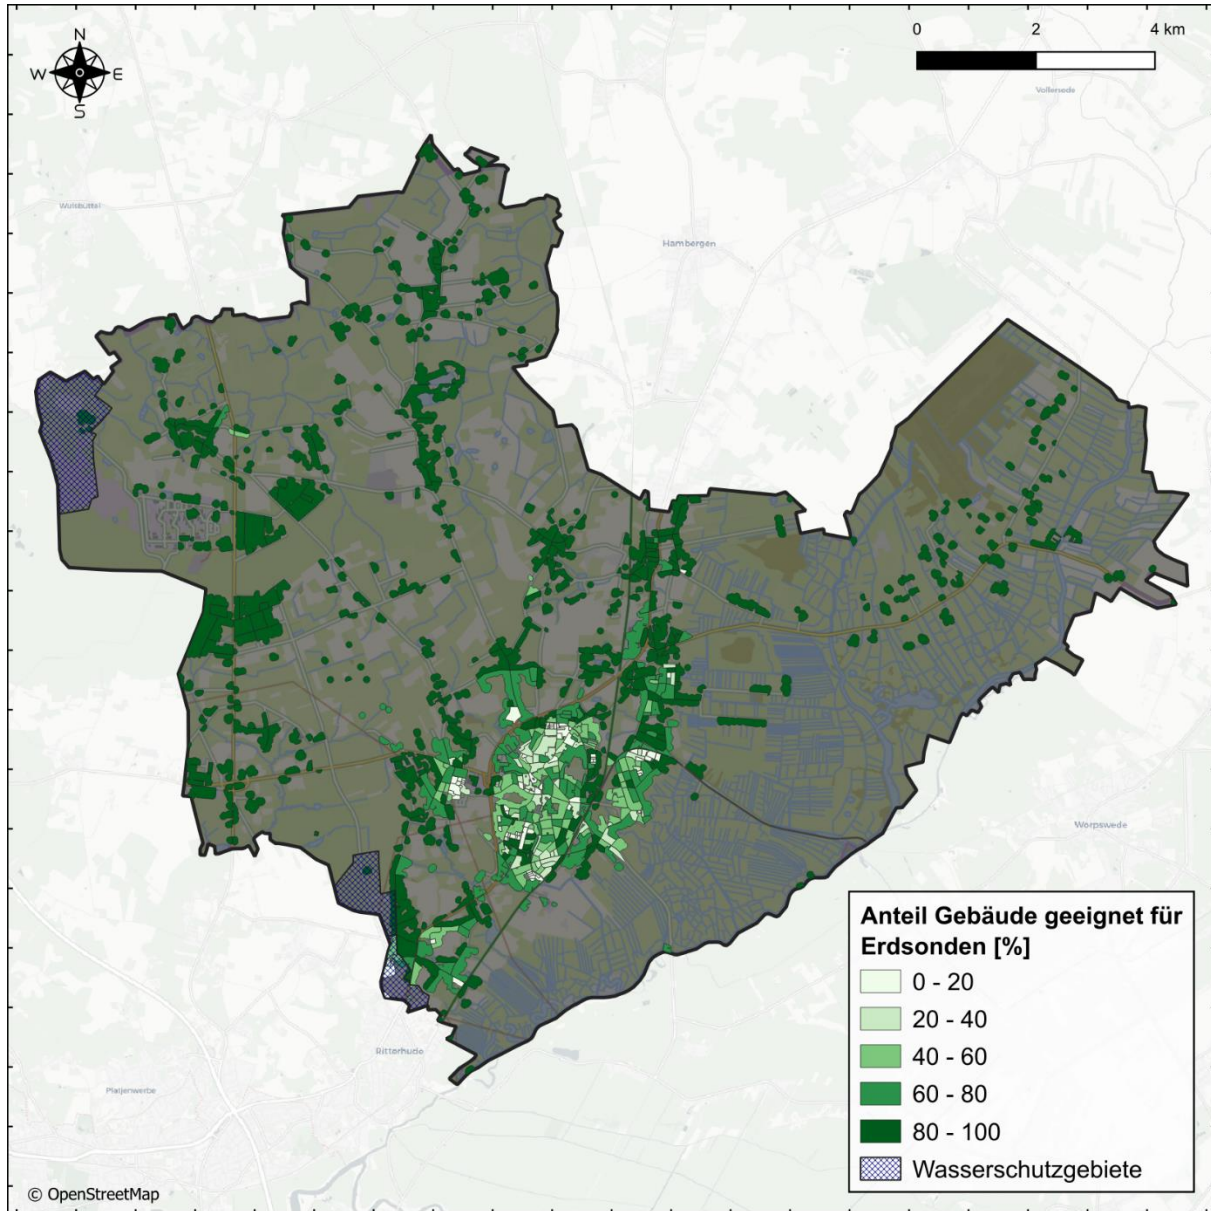 N
W E
S
0 2 4 km
Vollersode
Wulsbüttel
Hambergen
Worpswede
Ritterhude
Platjenwerbe
Anteil Gebäude geeignet für
Erdsonden [%]
0 - 20
20 - 40
40 - 60
60 - 80
80 - 100
Wasserschutzgebiete
© OpenStreetMap